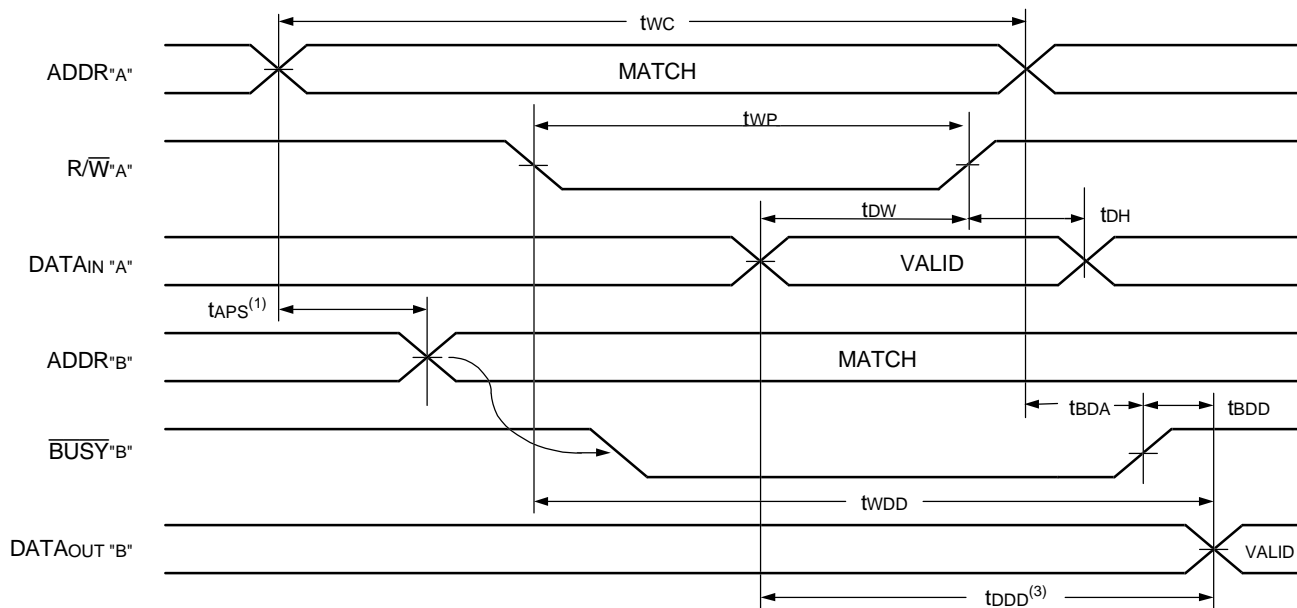 tWC
ADDR"A"
MATCH
tWP
R/W̅"A"
tDW
tDH
DATAIN "A"
VALID
tAPS(1)
ADDR"B"
MATCH
tBDA
tBDD
B̅U̅S̅Y̅"B"
tWDD
DATAOUT "B"
VALID
tDDD(3)